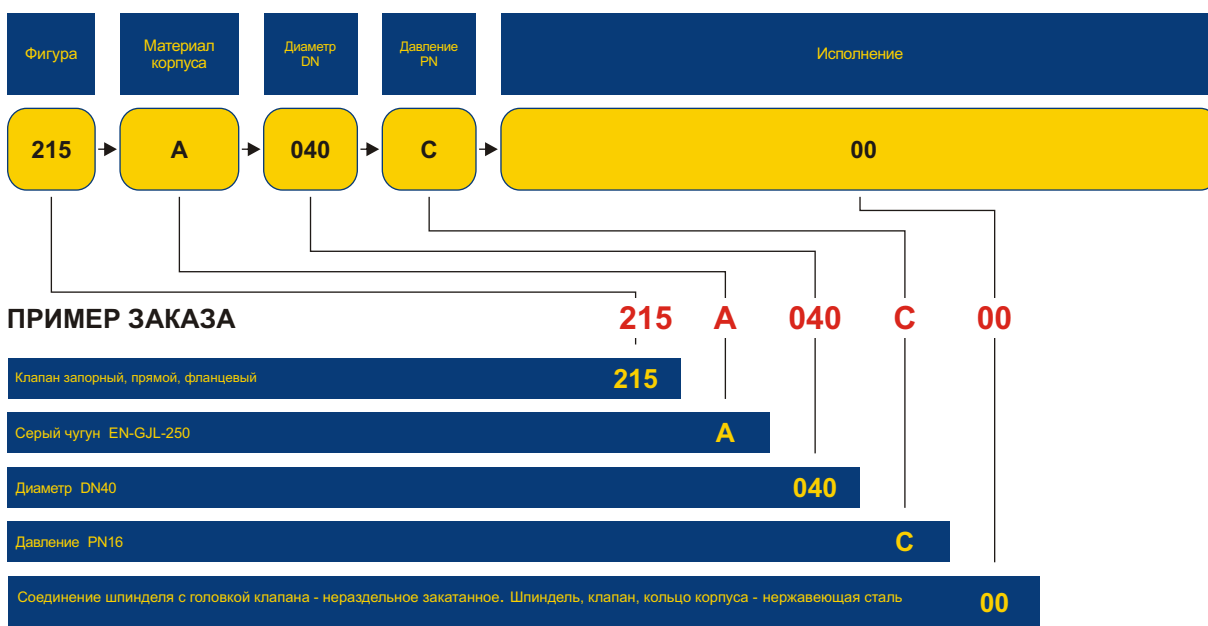 Фигура
Материал
корпуса
Диаметр
DN
Давление
PN
Исполнение
215
A
040
C
00
ПРИМЕР ЗАКАЗА
215 A 040 C 00
Клапан запорный, прямой, фланцевый 215
Серый чугун EN-GJL-250 A
Диаметр DN40 040
Давление PN16 C
Соединение шпинделя с головкой клапана - нераздельное закатанное. Шпиндель, клапан, кольцо корпуса - нержавеющая сталь 00